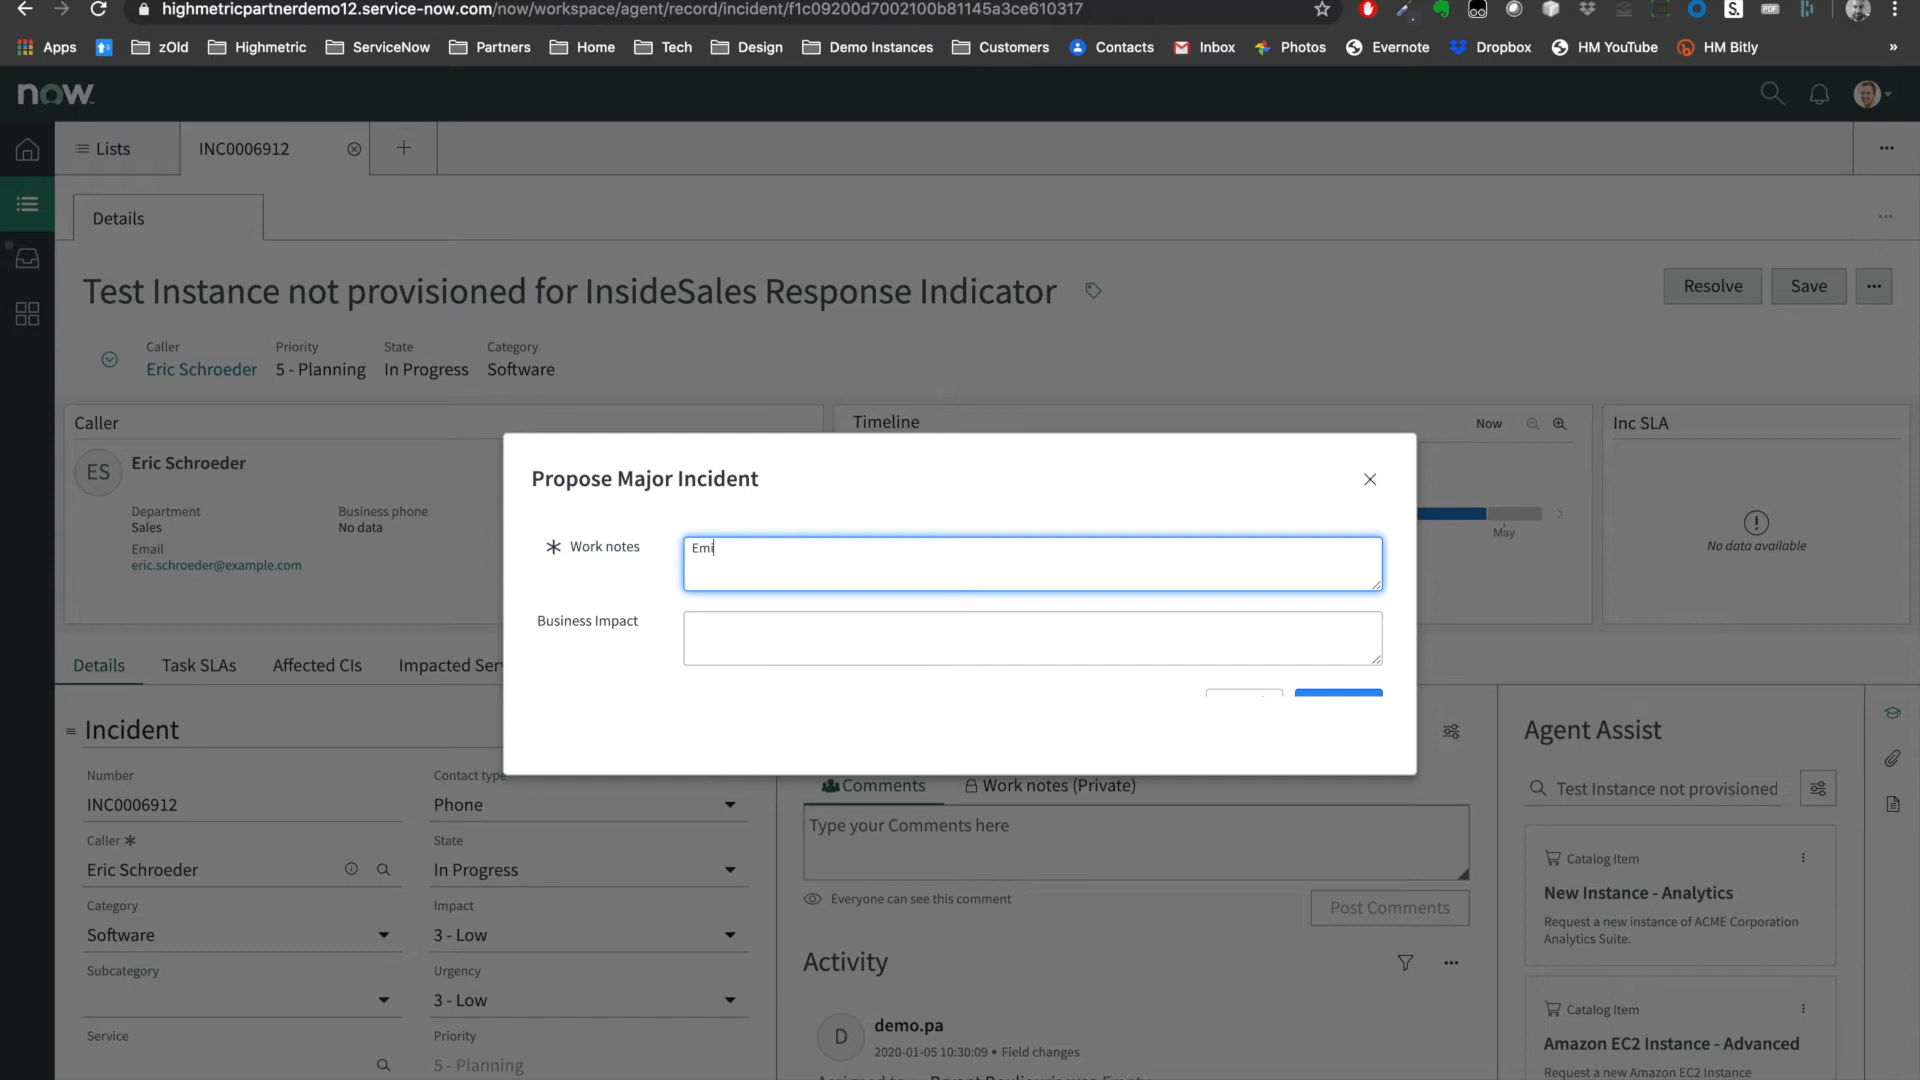 highmetricpartnerdemo12.service-now.com/now/workspace/agent/record/incident/f1c09200d7002100b81145a3ce610317
Apps zOld Highmetric ServiceNow Partners Home Tech Design Demo Instances Customers Contacts Inbox Photos Evernote Dropbox HM YouTube HM Bitly »
now
Lists INC0006912
Details
Test Instance not provisioned for InsideSales Response Indicator
Resolve Save
Caller Priority State Category
Eric Schroeder 5 - Planning In Progress Software
Caller
ES Eric Schroeder
Department Business phone
Sales No data
Email
eric.schroeder@example.com
Timeline Now
May
Inc SLA
No data available
Propose Major Incident
Work notes Emi
Business Impact
Details Task SLAs Affected CIs Impacted Ser
Incident
Number Contact type
INC0006912 Phone
Caller State
Eric Schroeder In Progress
Category Impact
Software 3 - Low
Subcategory Urgency
3 - Low
Service Priority
5 - Planning
Comments Work notes (Private)
Type your Comments here
Everyone can see this comment
Post Comments
Activity
D demo.pa
2020-01-05 10:30:09 • Field changes
Agent Assist
Test Instance not provisioned
Catalog Item
New Instance - Analytics
Request a new instance of ACME Corporation
Analytics Suite.
Catalog Item
Amazon EC2 Instance - Advanced
Request a new Amazon EC2 Instance